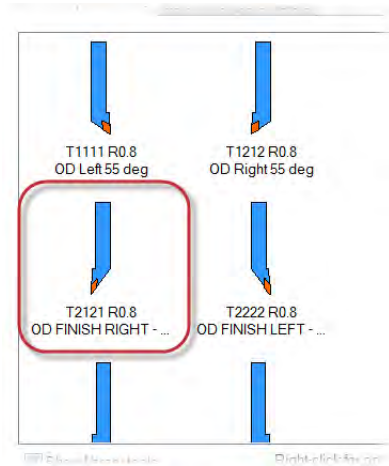 T1111 R0.8
OD Left 55 deg
T1212 R0.8
OD Right 55 deg
T2121 R0.8
OD FINISH RIGHT - ...
T2222 R0.8
OD FINISH LEFT - ...
Right-click for